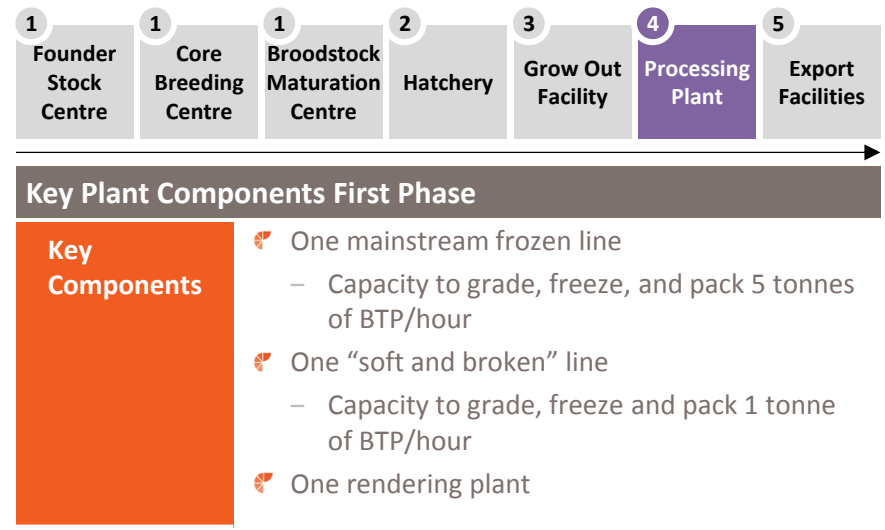 1 1 1 2 3 4 5
Founder Stock Centre
Core Breeding Centre
Broodstock Maturation Centre
Hatchery
Grow Out Facility
Processing Plant
Export Facilities
Key Plant Components First Phase
Key
Components
One mainstream frozen line
– Capacity to grade, freeze, and pack 5 tonnes
of BTP/hour
One “soft and broken” line
– Capacity to grade, freeze and pack 1 tonne
of BTP/hour
One rendering plant